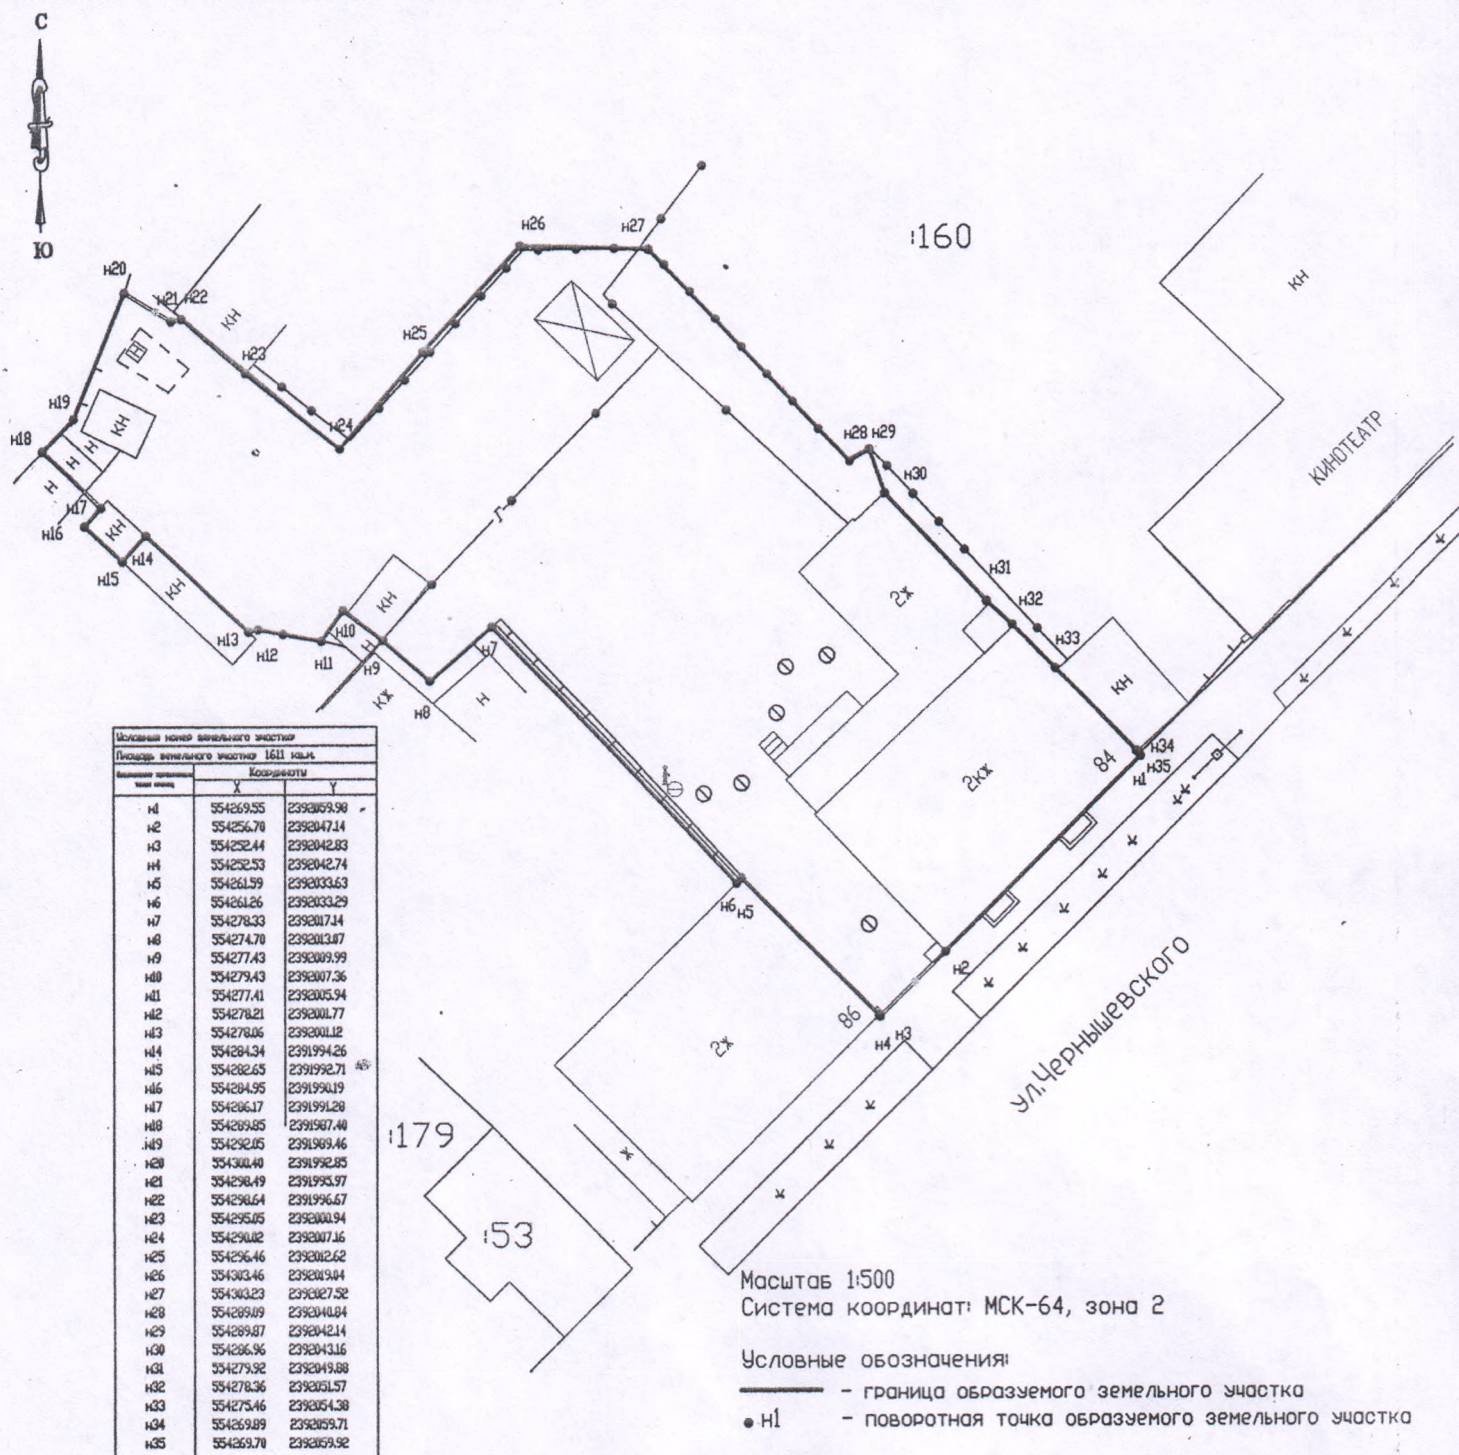 С
Ю
:160
н26
н27
н20
н21 н22
кн
кн
н23
н25
н19
кн
н24
н28 н29
н18
н
н
н
н30
КИНОТЕАТР
н17
н16
кн
н14
г
н15
кн
н31
2ж
н32
кн
н10
н13
н12
н
н7
н33
н11
н9
кж
н
кн
н8
84
н34
н35
н1
2кж
н6
н5
н2
86
н4
н3
2ж
ул.Чернышевского
:179
ж
:53
Условный номер земельного участка
Площадь земельного участка 1611 кв.м.
Координаты
X Y
н1 554269.55 2392059.90
н2 554256.70 2392047.14
н3 554252.44 2392042.83
н4 554252.53 2392042.74
н5 554261.59 2392033.63
н6 554261.26 2392033.29
н7 554278.33 2392017.14
н8 554274.70 2392013.07
н9 554277.43 2392009.99
н10 554279.43 2392007.36
н11 554277.41 2392005.94
н12 554278.21 2392001.77
н13 554278.06 2392001.12
н14 554284.34 2391994.26
н15 554282.65 2391992.71
н16 554284.95 2391990.19
н17 554286.17 2391991.28
н18 554289.85 2391987.40
н19 554292.05 2391989.46
н20 554300.40 2391992.85
н21 554298.49 2391995.97
н22 554298.64 2391996.67
н23 554295.05 2392000.94
н24 554290.02 2392007.16
н25 554296.46 2392012.62
н26 554303.46 2392019.04
н27 554303.23 2392027.52
н28 554289.09 2392040.84
н29 554289.87 2392042.14
н30 554286.96 2392043.16
н31 554279.92 2392049.88
н32 554278.36 2392051.57
н33 554275.46 2392054.38
н34 554269.89 2392059.71
н35 554269.70 2392059.92
Масштаб 1:500
Система координат: МСК-64, зона 2
Условные обозначения:
- граница образуемого земельного участка
н1 - поворотная точка образуемого земельного участка